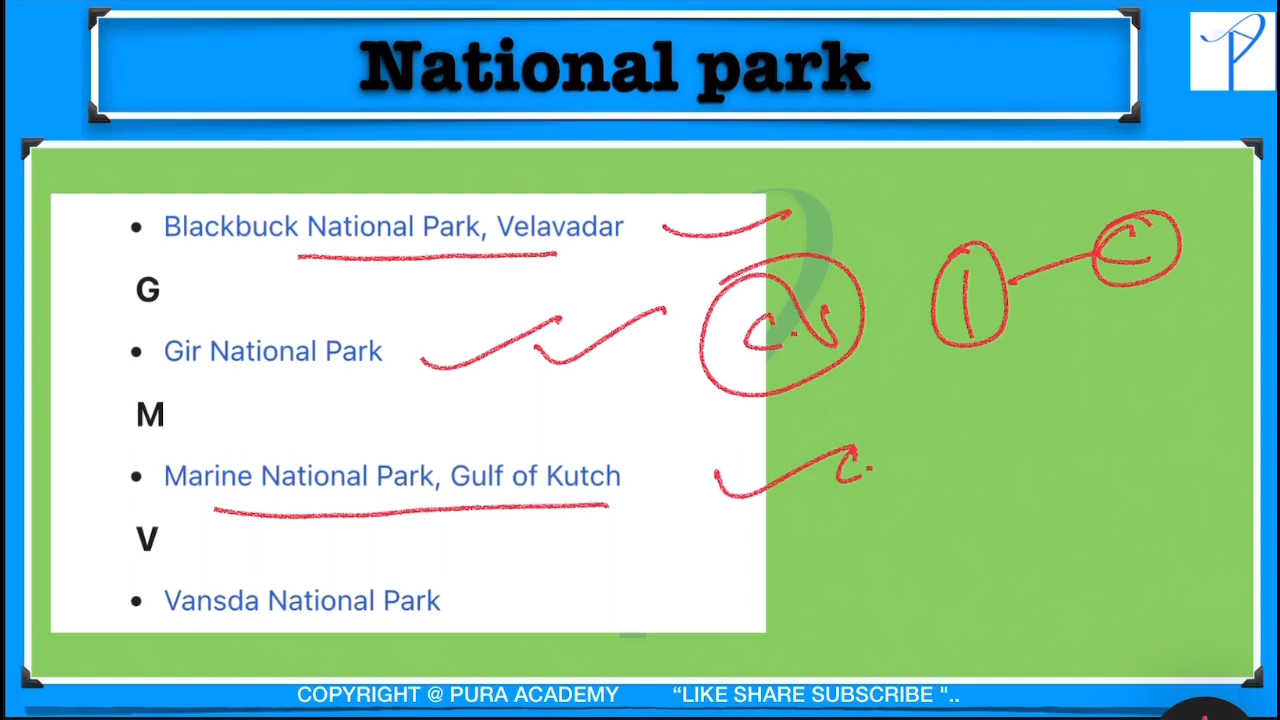 National park
Blackbuck National Park, Velavadar
G
Gir National Park
M
Marine National Park, Gulf of Kutch
V
Vansda National Park
COPYRIGHT @ PURA ACADEMY “LIKE SHARE SUBSCRIBE "..